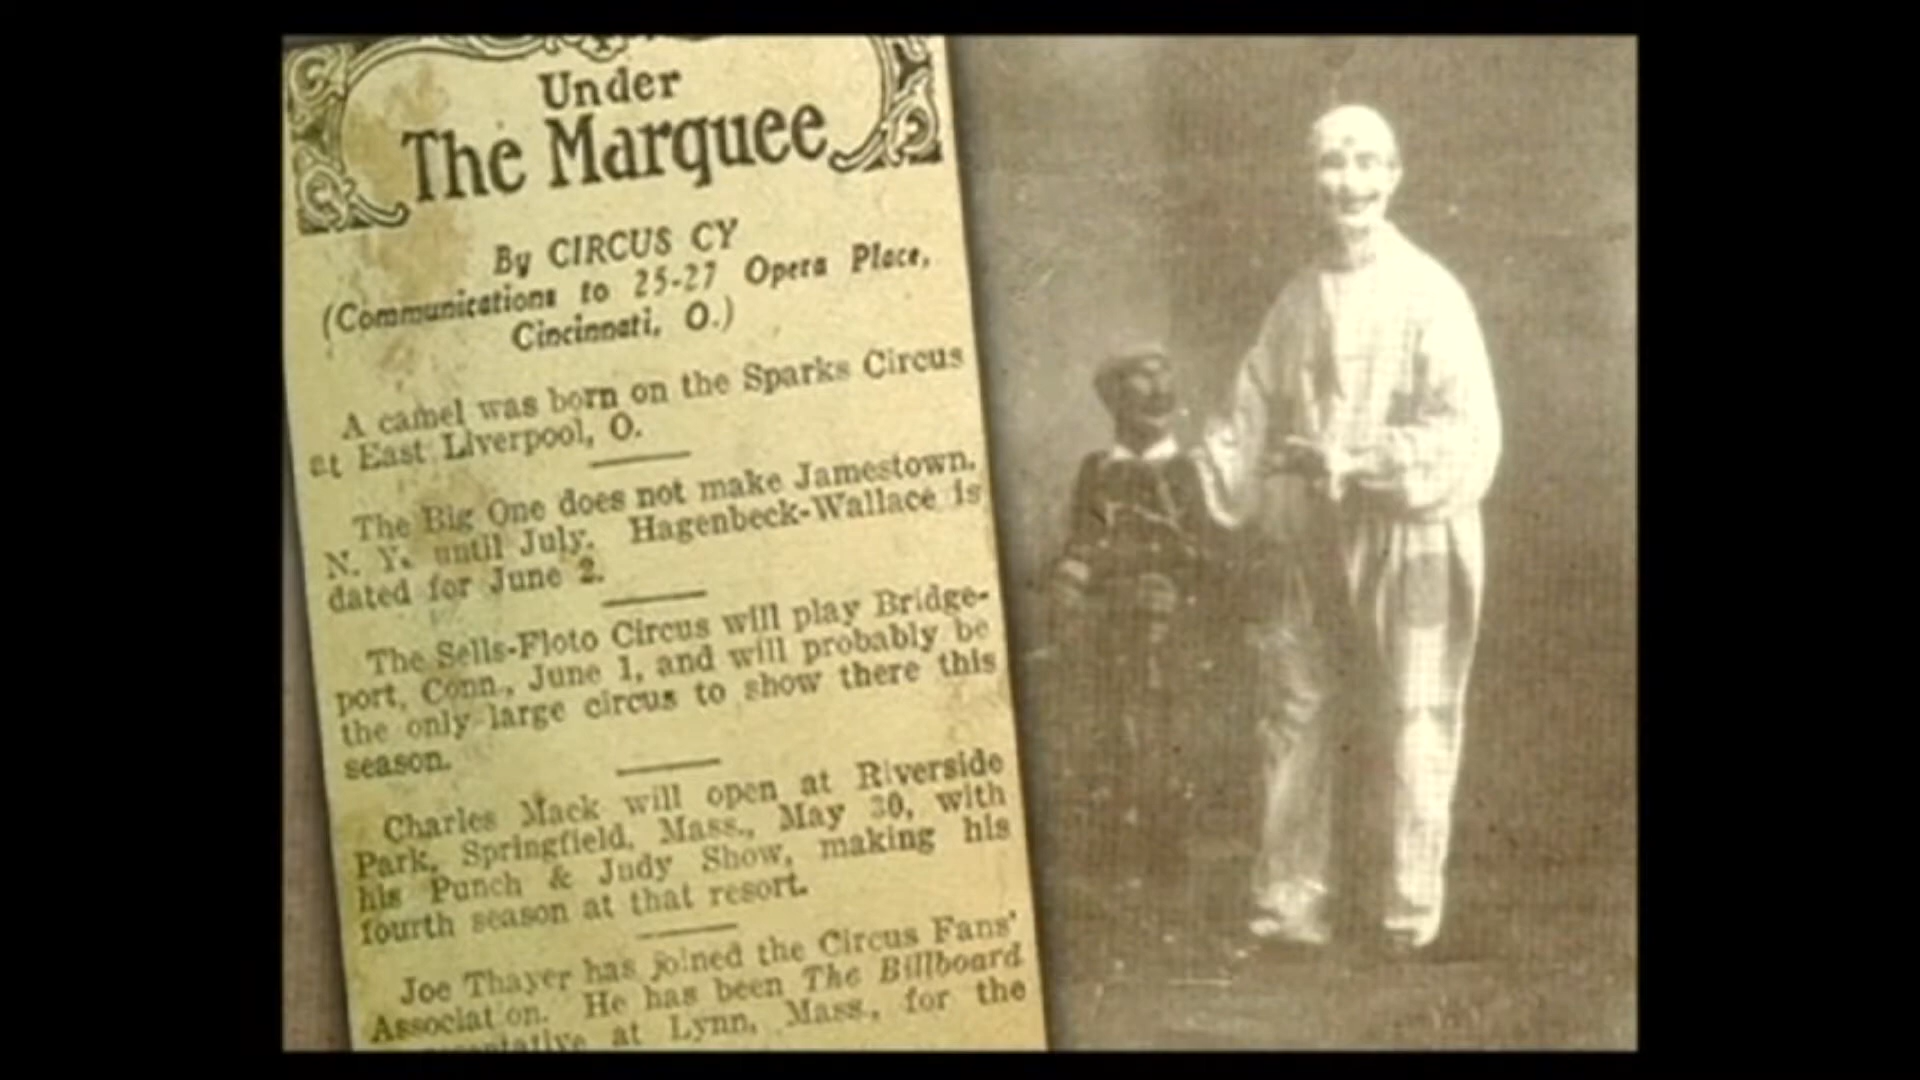 Under
The Marquee
By CIRCUS CY
(Communications to 25-27 Opera Place,
Cincinnati, O.)
A camel was born on the Sparks Circus
at East Liverpool, O.
The Big One does not make Jamestown,
N. Y. until July. Hagenbeck-Wallace is
dated for June 2.
The Sells-Floto Circus will play Bridge-
port, Conn., June 1, and will probably be
the only large circus to show there this
season.
Charles Mack will open at Riverside
Park, Springfield, Mass., May 30, with
his Punch & Judy Show, making his
fourth season at that resort.
Joe Thayer has joined the Circus Fans'
Association. He has been The Billboard
at Lynn, Mass., for the